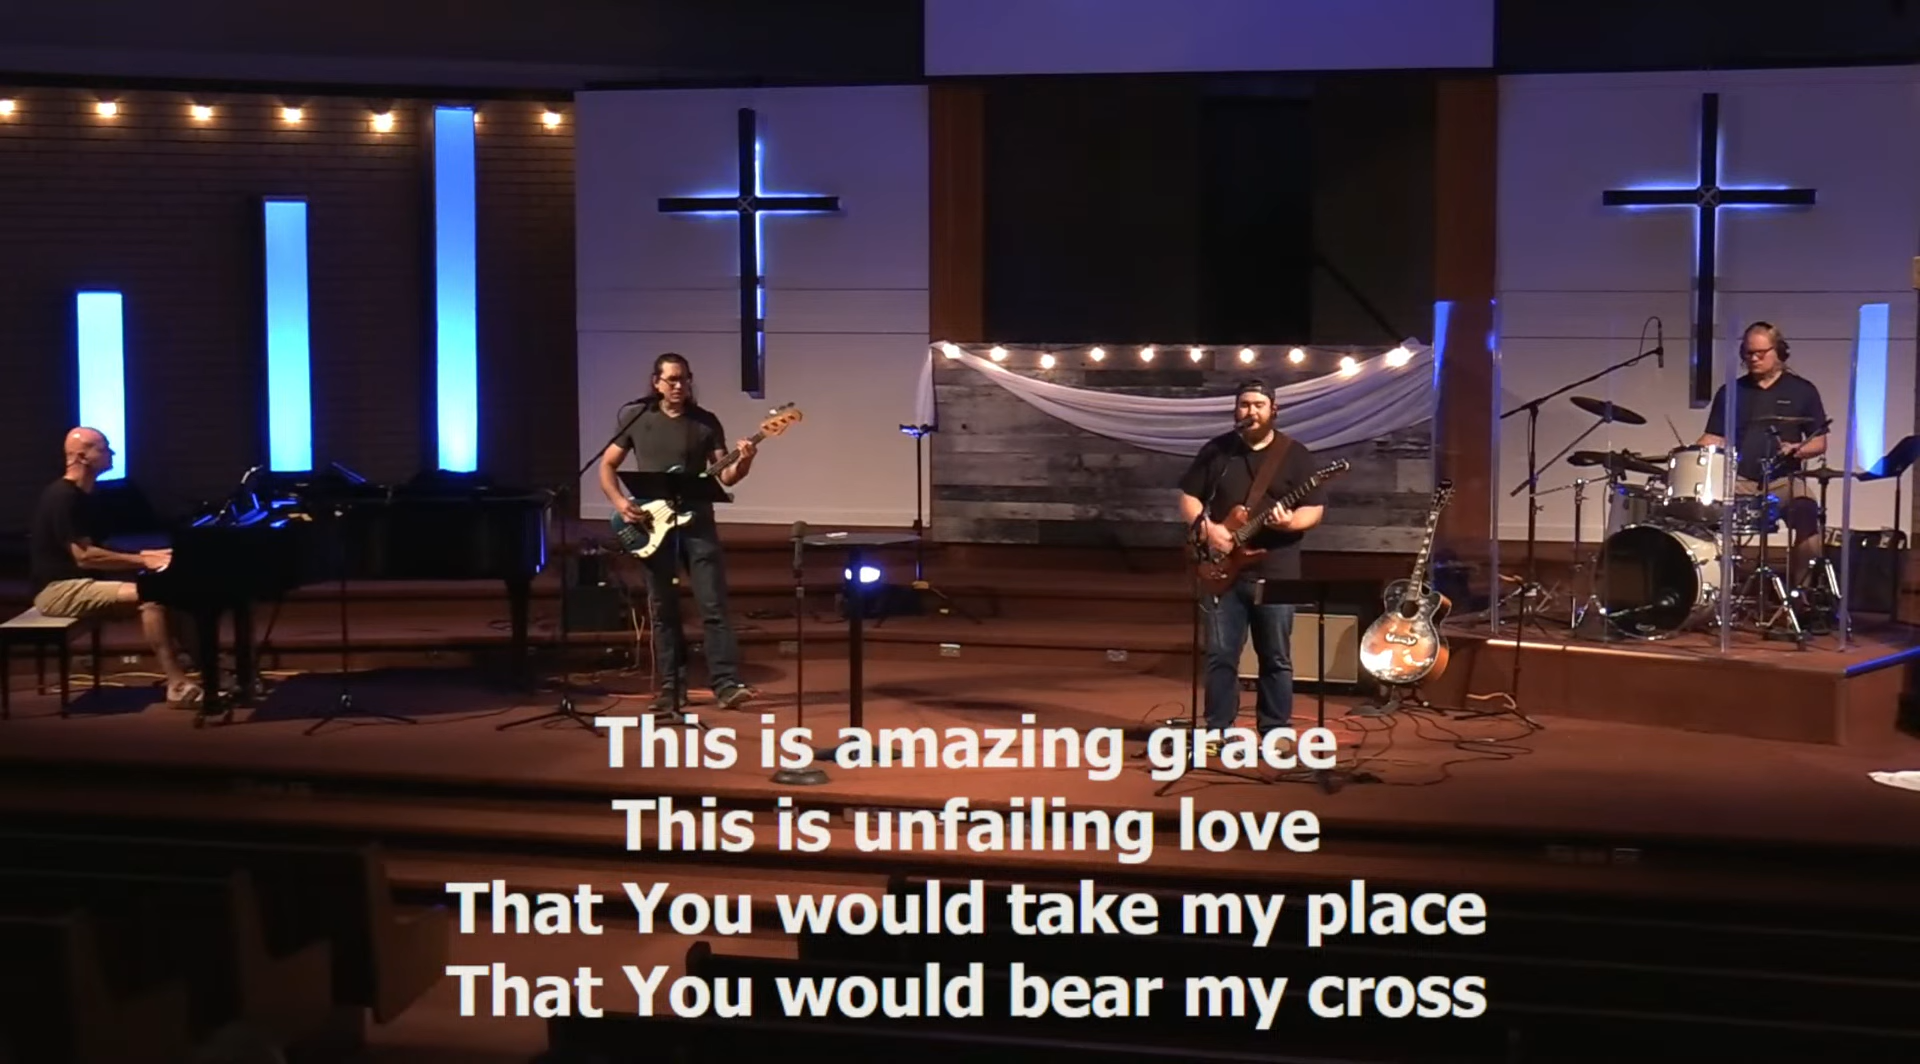 This is amazing grace
This is unfailing love
That You would take my place
That You would bear my cross